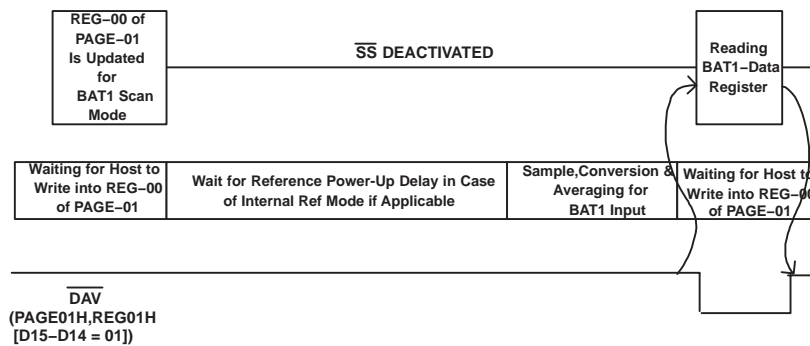 REG−00 of
PAGE−01
Is Updated
for
BAT1 Scan
Mode
SS DEACTIVATED
Reading
BAT1−Data
Register
Waiting for Host to
Write into REG−00
of PAGE−01
Wait for Reference Power-Up Delay in Case
of Internal Ref Mode if Applicable
Sample,Conversion &
Averaging for
BAT1 Input
Waiting for Host to
Write into REG−00
of PAGE−01
DAV
(PAGE01H,REG01H
[D15−D14 = 01])